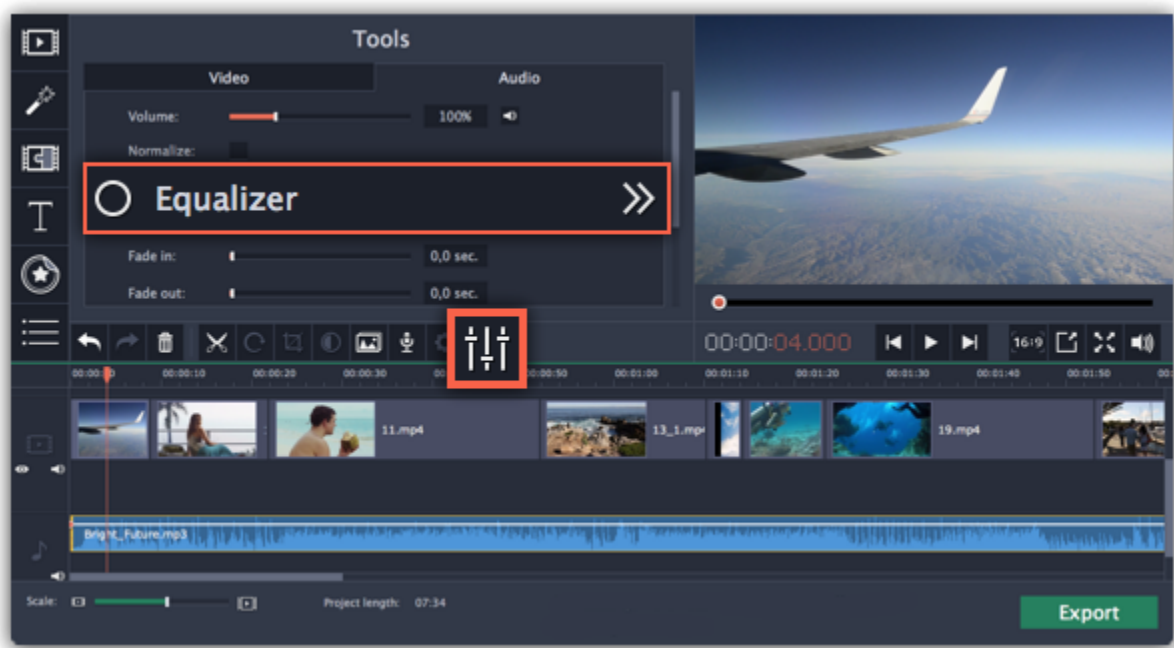 Tools
Video Audio
Volume: 100%
Normalize:
Equalizer
Fade in: 0,0 sec.
Fade out: 0,0 sec.
T
00:00:04.000 16:9
00:00:10 00:00:20 00:00:30 00:00:50 00:01:00 00:01:10 00:01:20 00:01:30 00:01:40 00:01:50
11.mp4 13_1.mp4 19.mp4
Bright_Future.mp3
Scale: Project length: 07:34
Export